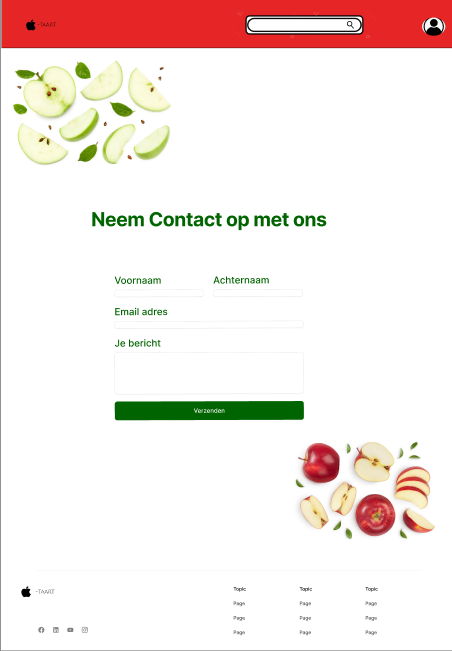 -TAART
Neem Contact op met ons
Voornaam Achternaam
Email adres
Je bericht
Verzenden
-TAART
Topic Topic Topic
Page Page Page
Page Page Page
Page Page Page